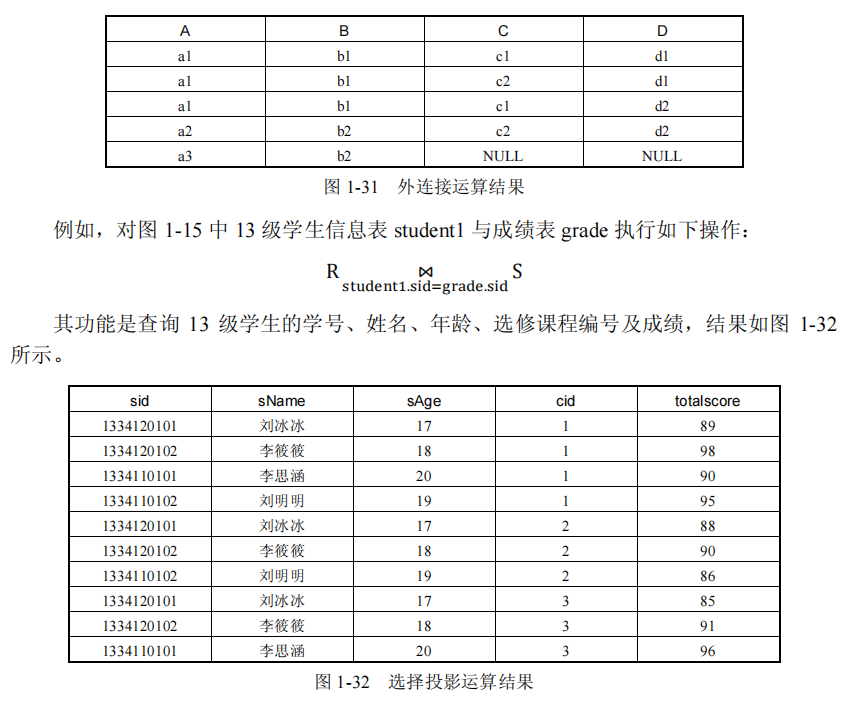 A B C D
a1 b1 c1 d1
a1 b1 c2 d1
a1 b1 c1 d2
a2 b2 c2 d2
a3 b2 NULL NULL
图 1-31 外连接运算结果
例如，对图 1-15 中 13 级学生信息表 student1 与成绩表 grade 执行如下操作：
R ⋈ S
student1.sid=grade.sid
其功能是查询 13 级学生的学号、姓名、年龄、选修课程编号及成绩，结果如图 1-32
所示。
sid sName sAge cid totalscore
1334120101 刘冰冰 17 1 89
1334120102 李筱筱 18 1 98
1334110101 李思涵 20 1 90
1334110102 刘明明 19 1 95
1334120101 刘冰冰 17 2 88
1334120102 李筱筱 18 2 90
1334110102 刘明明 19 2 86
1334120101 刘冰冰 17 3 85
1334120102 李筱筱 18 3 91
1334110101 李思涵 20 3 96
图 1-32 选择投影运算结果